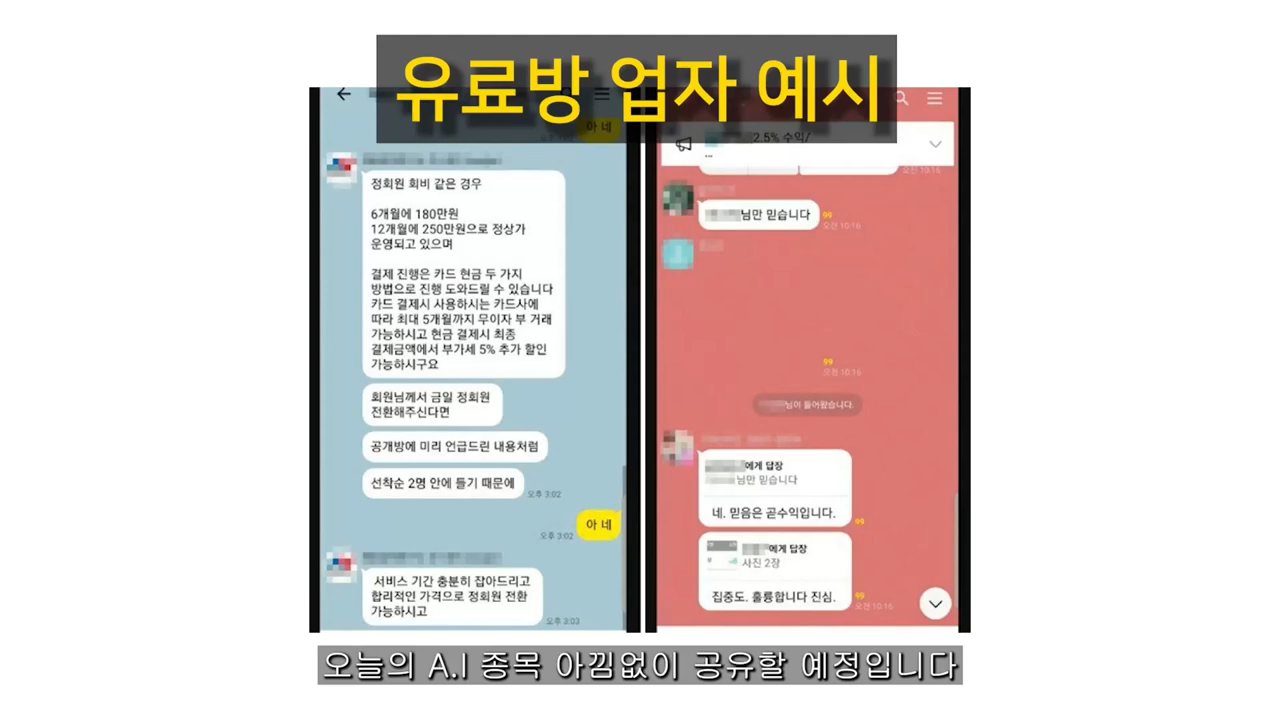 유료방 업자 예시
아 네
정회원 회비 같은 경우
6개월에 180만원
12개월에 250만원으로 정상가
운영되고 있으며
결제 진행은 카드 현금 두 가지
방법으로 진행 도와드릴 수 있습니다
카드 결제시 사용하시는 카드사에
따라 최대 5개월까지 무이자 부 거래
가능하시고 현금 결제시 최종
결제금액에서 부가세 5% 추가 할인
가능하시구요
회원님께서 금일 정회원
전환해주신다면
공개방에 미리 언급드린 내용처럼
선착순 2명 안에 들기 때문에
오후 3:02
아 네
오후 3:02
서비스 기간 충분히 잡아드리고
합리적인 가격으로 정회원 전환
가능하시고
오후 3:03
2.5% 수익/
...
오전 10:16
님만 믿습니다
99
오전 10:16
99
오전 10:16
님이 들어왔습니다.
에게 답장
님만 믿습니다
네. 믿음은 곧수익입니다.
99
에게 답장
사진 2장
집중도. 훌륭합니다 진심.
99
오전 10:16
오늘의 A.I 종목 아낌없이 공유할 예정입니다